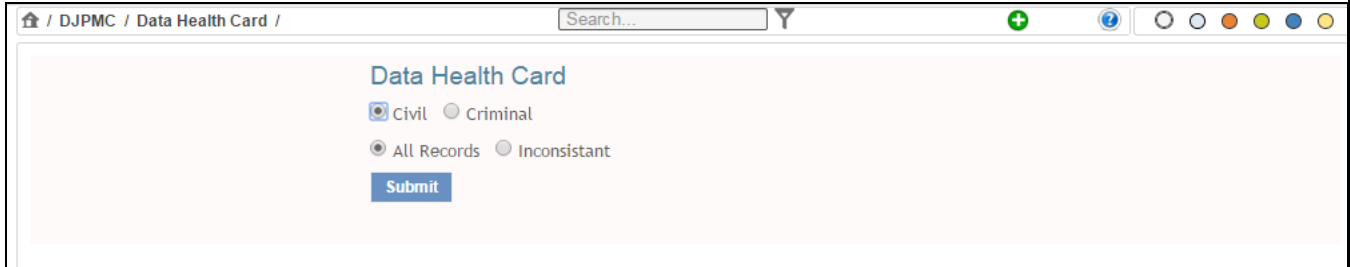 / DJPMC / Data Health Card /
Search...
?
Data Health Card
Civil Criminal
All Records Inconsistant
Submit